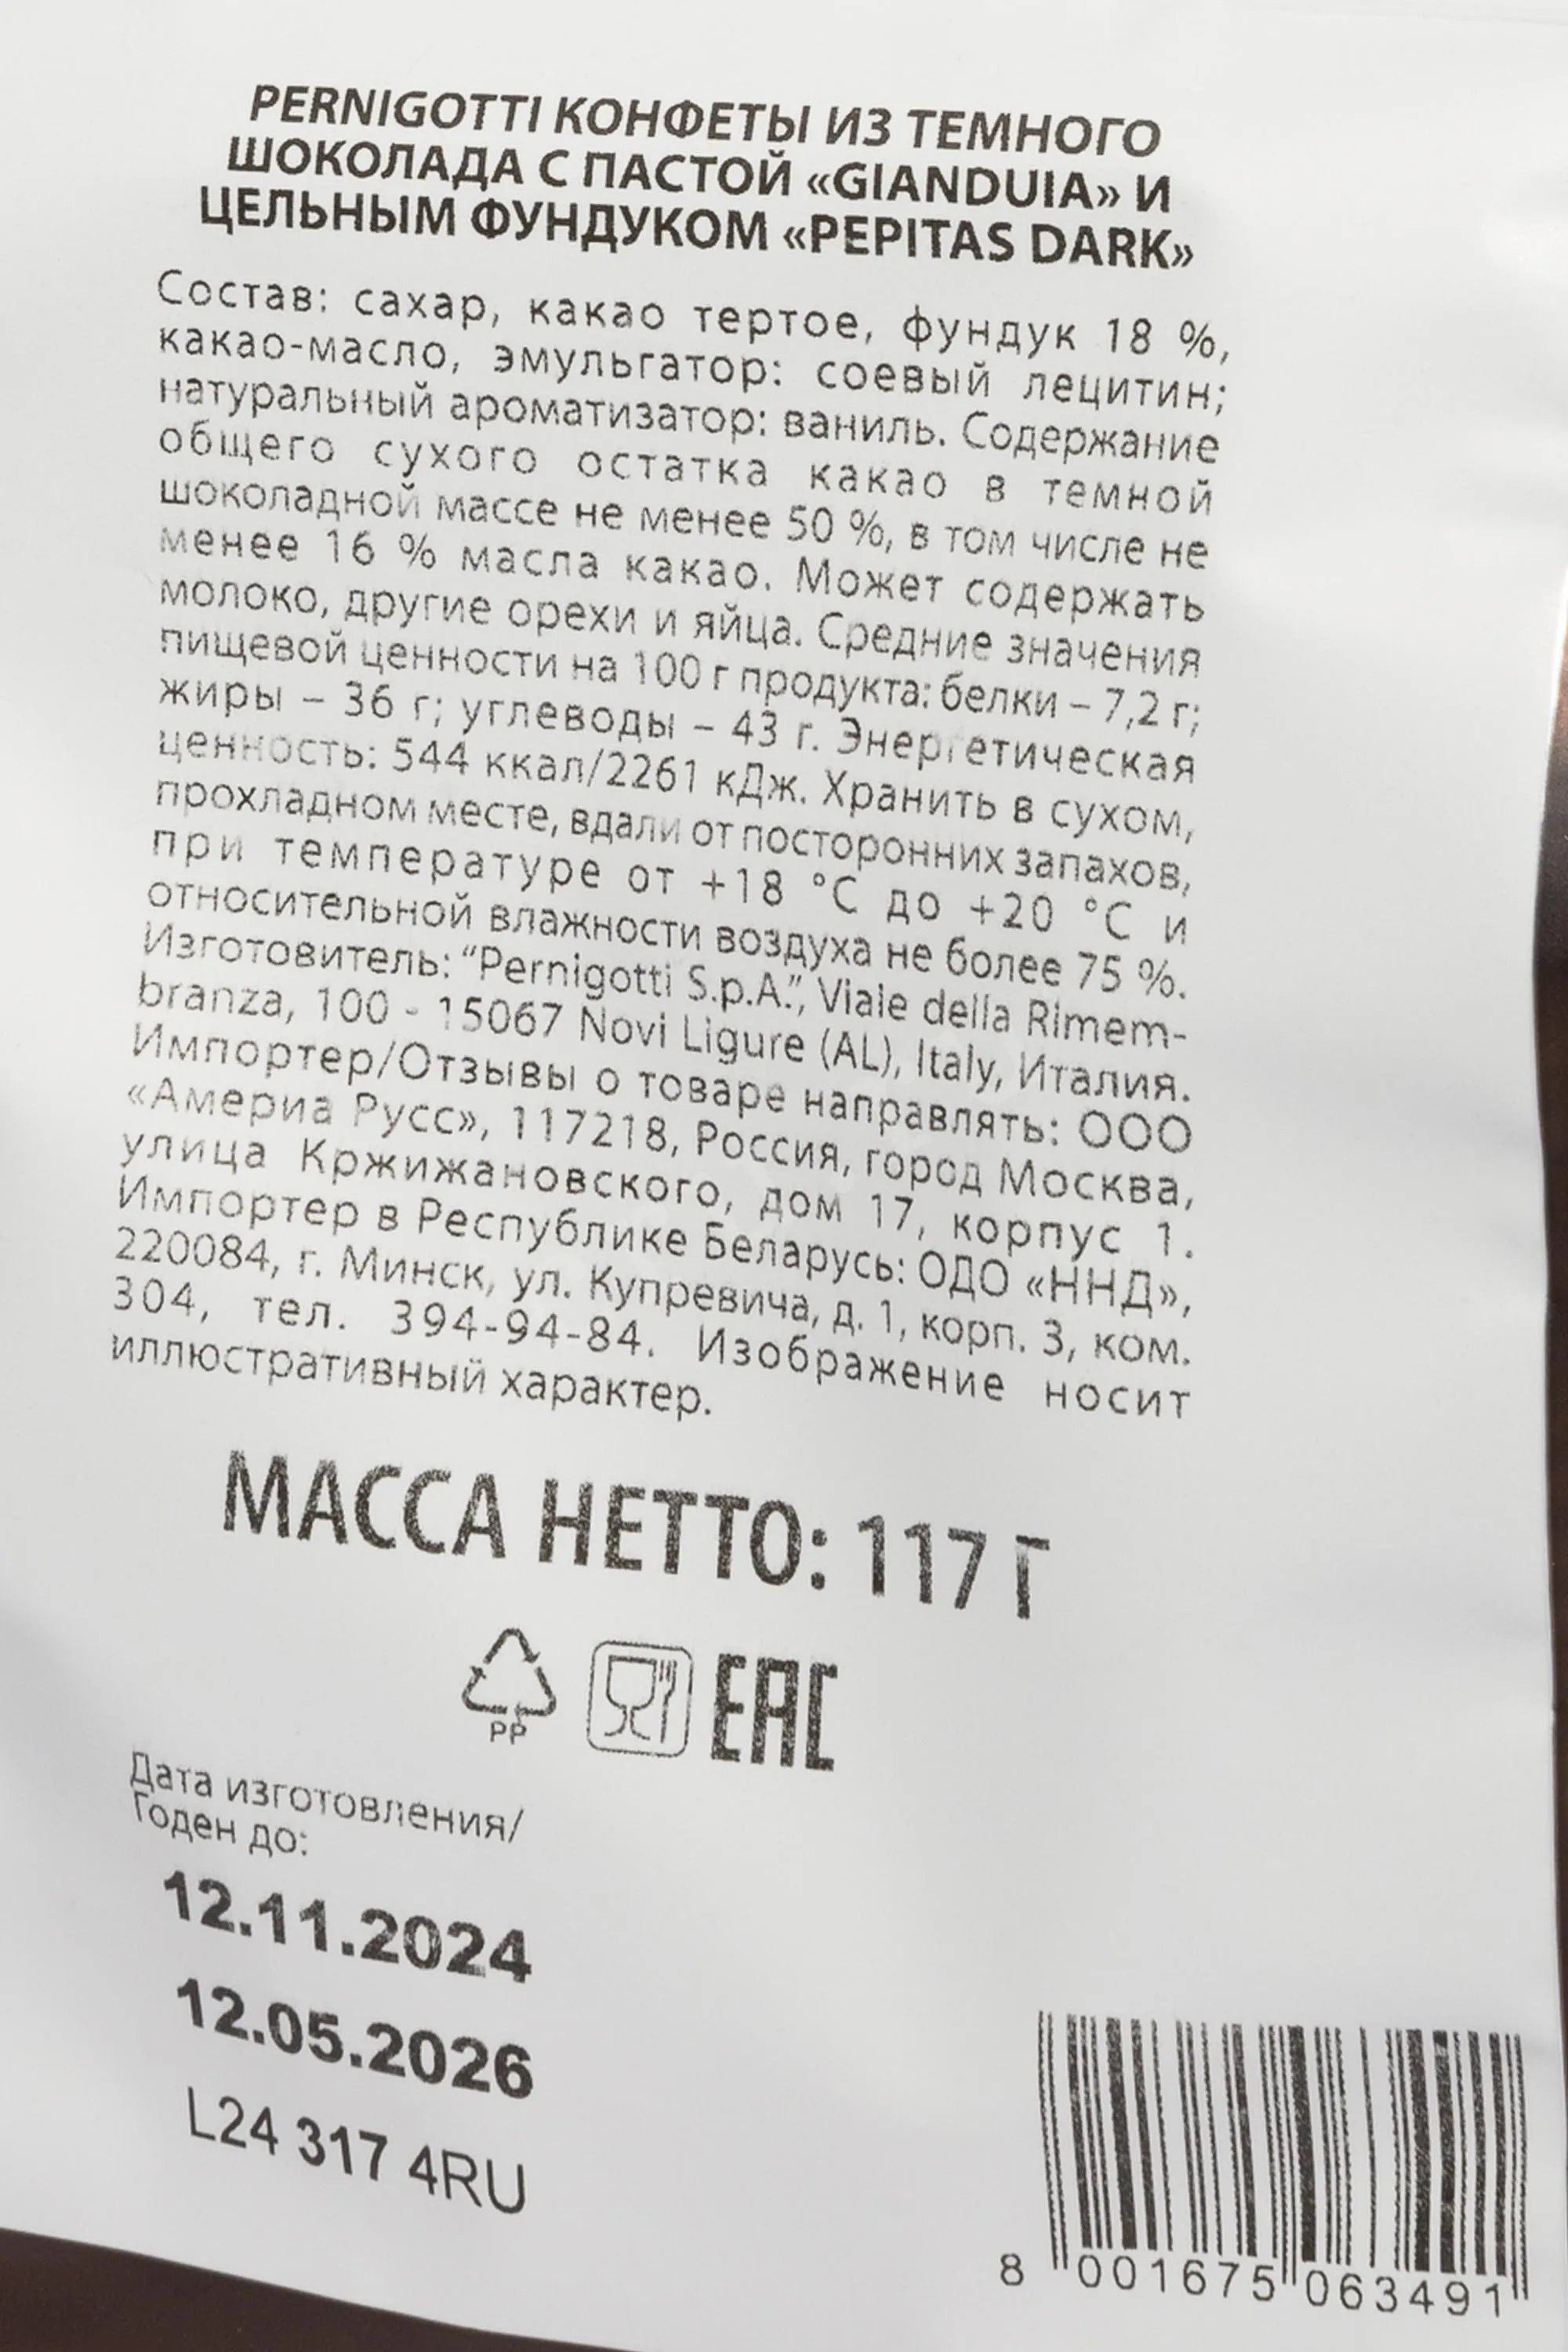 PERNIGOTTI КОНФЕТЫ ИЗ ТЕМНОГО
ШОКОЛАДА С ПАСТОЙ «GIANDUIA» И
ЦЕЛЬНЫМ ФУНДУКОМ «PEPITAS DARK»
Состав: сахар, какао тертое, фундук 18 %,
какао-масло, эмульгатор: соевый лецитин;
натуральный ароматизатор: ваниль. Содержание
общего сухого остатка какао в темной
шоколадной массе не менее 50 %, в том числе не
менее 16 % масла какао. Может содержать
молоко, другие орехи и яйца. Средние значения
пищевой ценности на 100 г продукта: белки – 7,2 г;
жиры – 36 г; углеводы – 43 г. Энергетическая
ценность: 544 ккал/2261 кДж. Хранить в сухом,
прохладном месте, вдали от посторонних запахов,
при температуре от +18 °С до +20 °С и
относительной влажности воздуха не более 75 %.
Изготовитель: “Pernigotti S.p.A.”, Viale della Rimem-
branza, 100 - 15067 Novi Ligure (AL), Italy, Италия.
Импортер/Отзывы о товаре направлять: ООО
«Америа Русс», 117218, Россия, город Москва,
улица Кржижановского, дом 17, корпус 1.
Импортер в Республике Беларусь: ОДО «ННД»,
220084, г. Минск, ул. Купревича, д. 1, корп. 3, ком.
304, тел. 394-94-84. Изображение носит
иллюстративный характер.
МАССА НЕТТО: 117 Г
PP
EAC
Дата изготовления/
Годен до:
12.11.2024
12.05.2026
L24 317 4RU
8 001675 063491